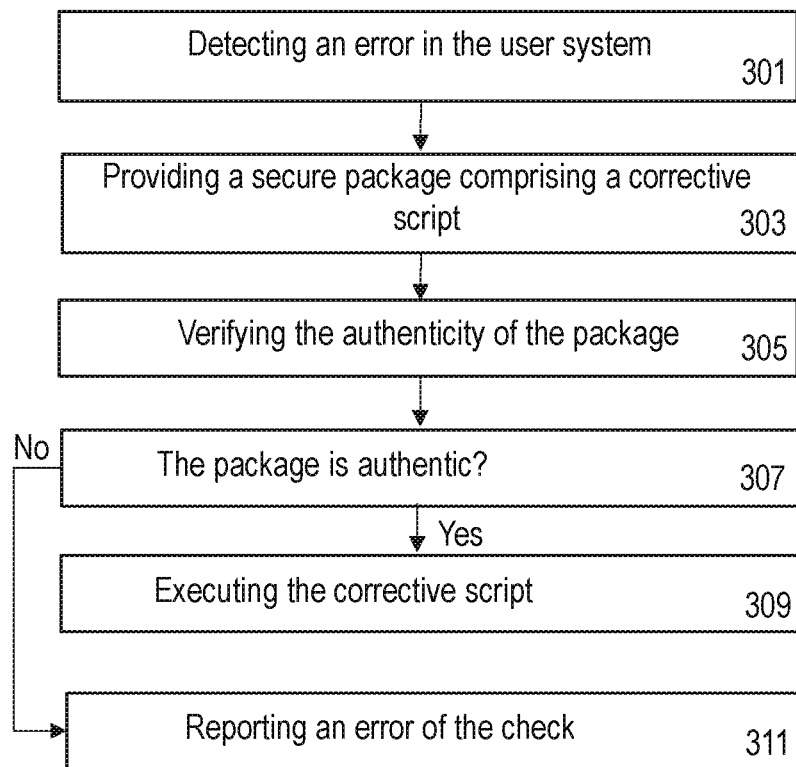 Detecting an error in the user system
301
Providing a secure package comprising a corrective
script
303
Verifying the authenticity of the package
305
No
The package is authentic?
307
Yes
Executing the corrective script
309
Reporting an error of the check
311